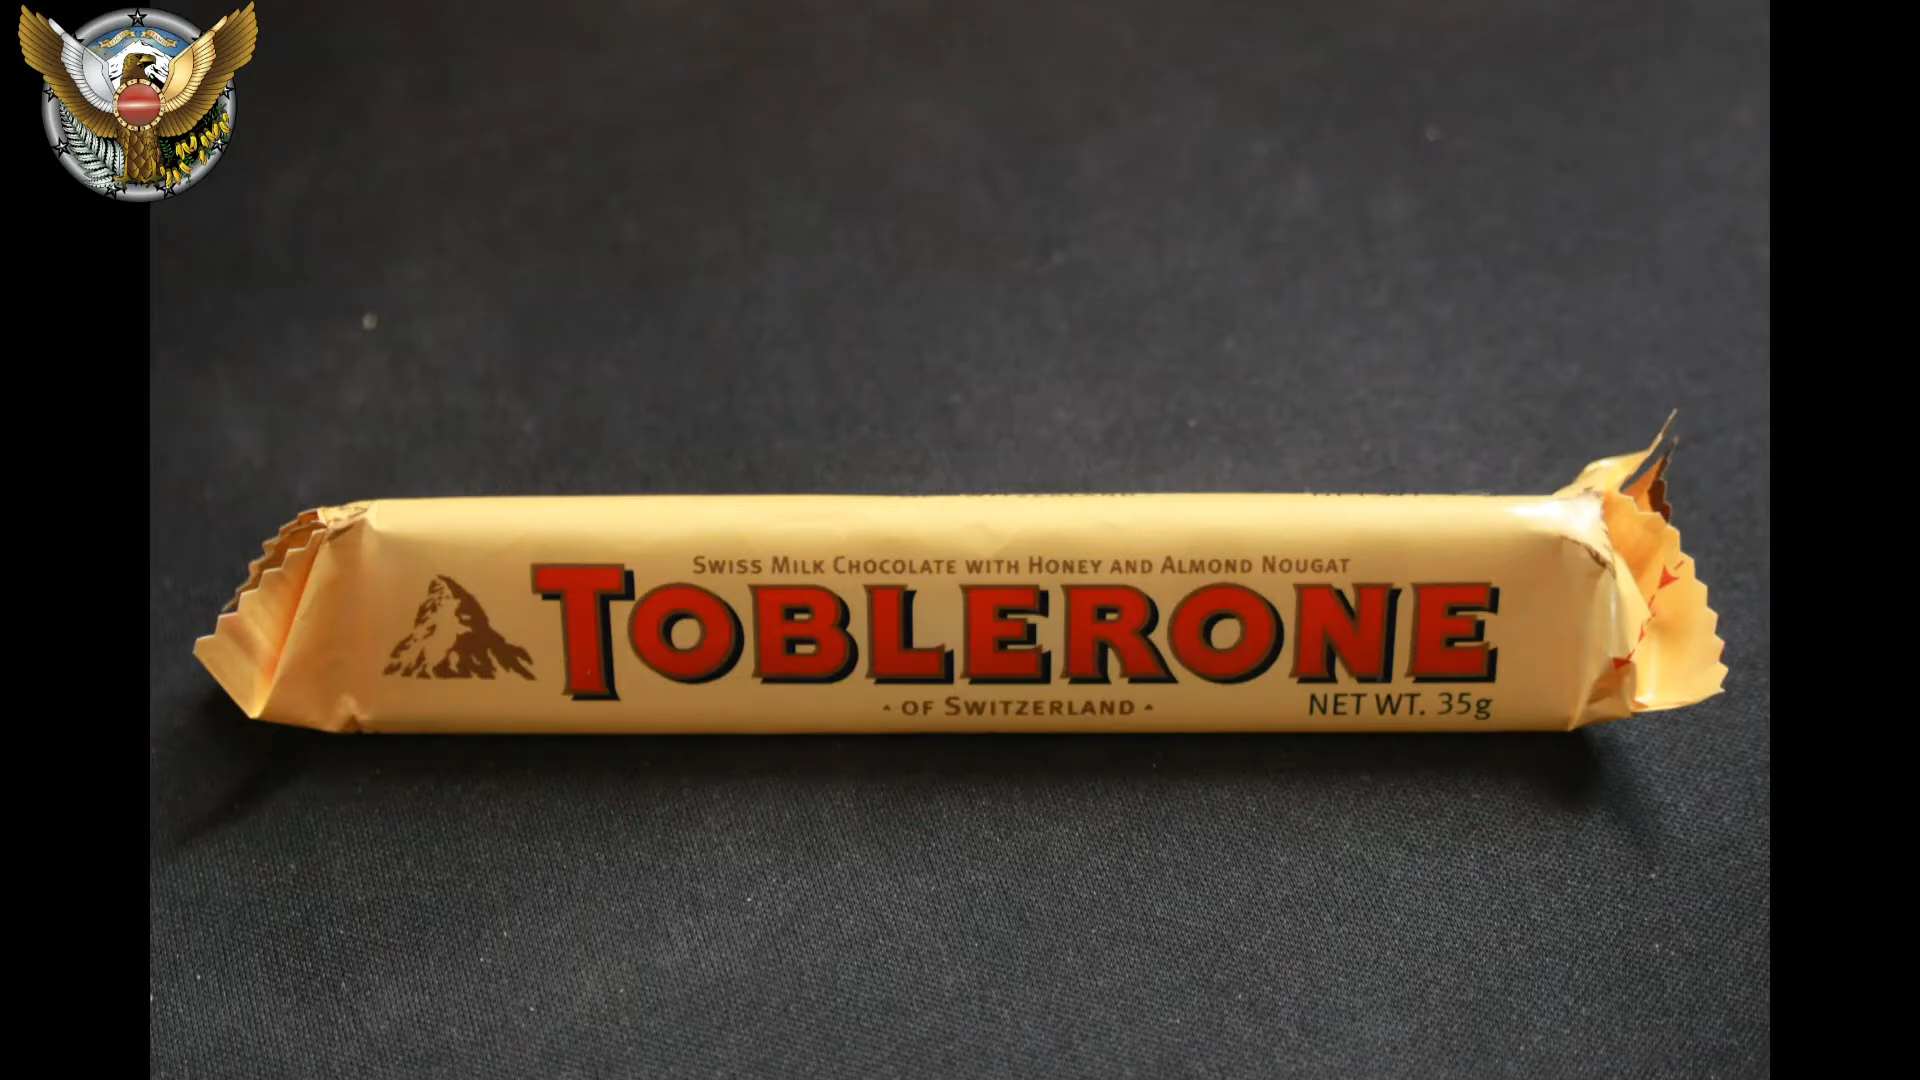 SWISS MILK CHOCOLATE WITH HONEY AND ALMOND NOUGAT
TOBLERONE
• OF SWITZERLAND •
NET WT. 35g